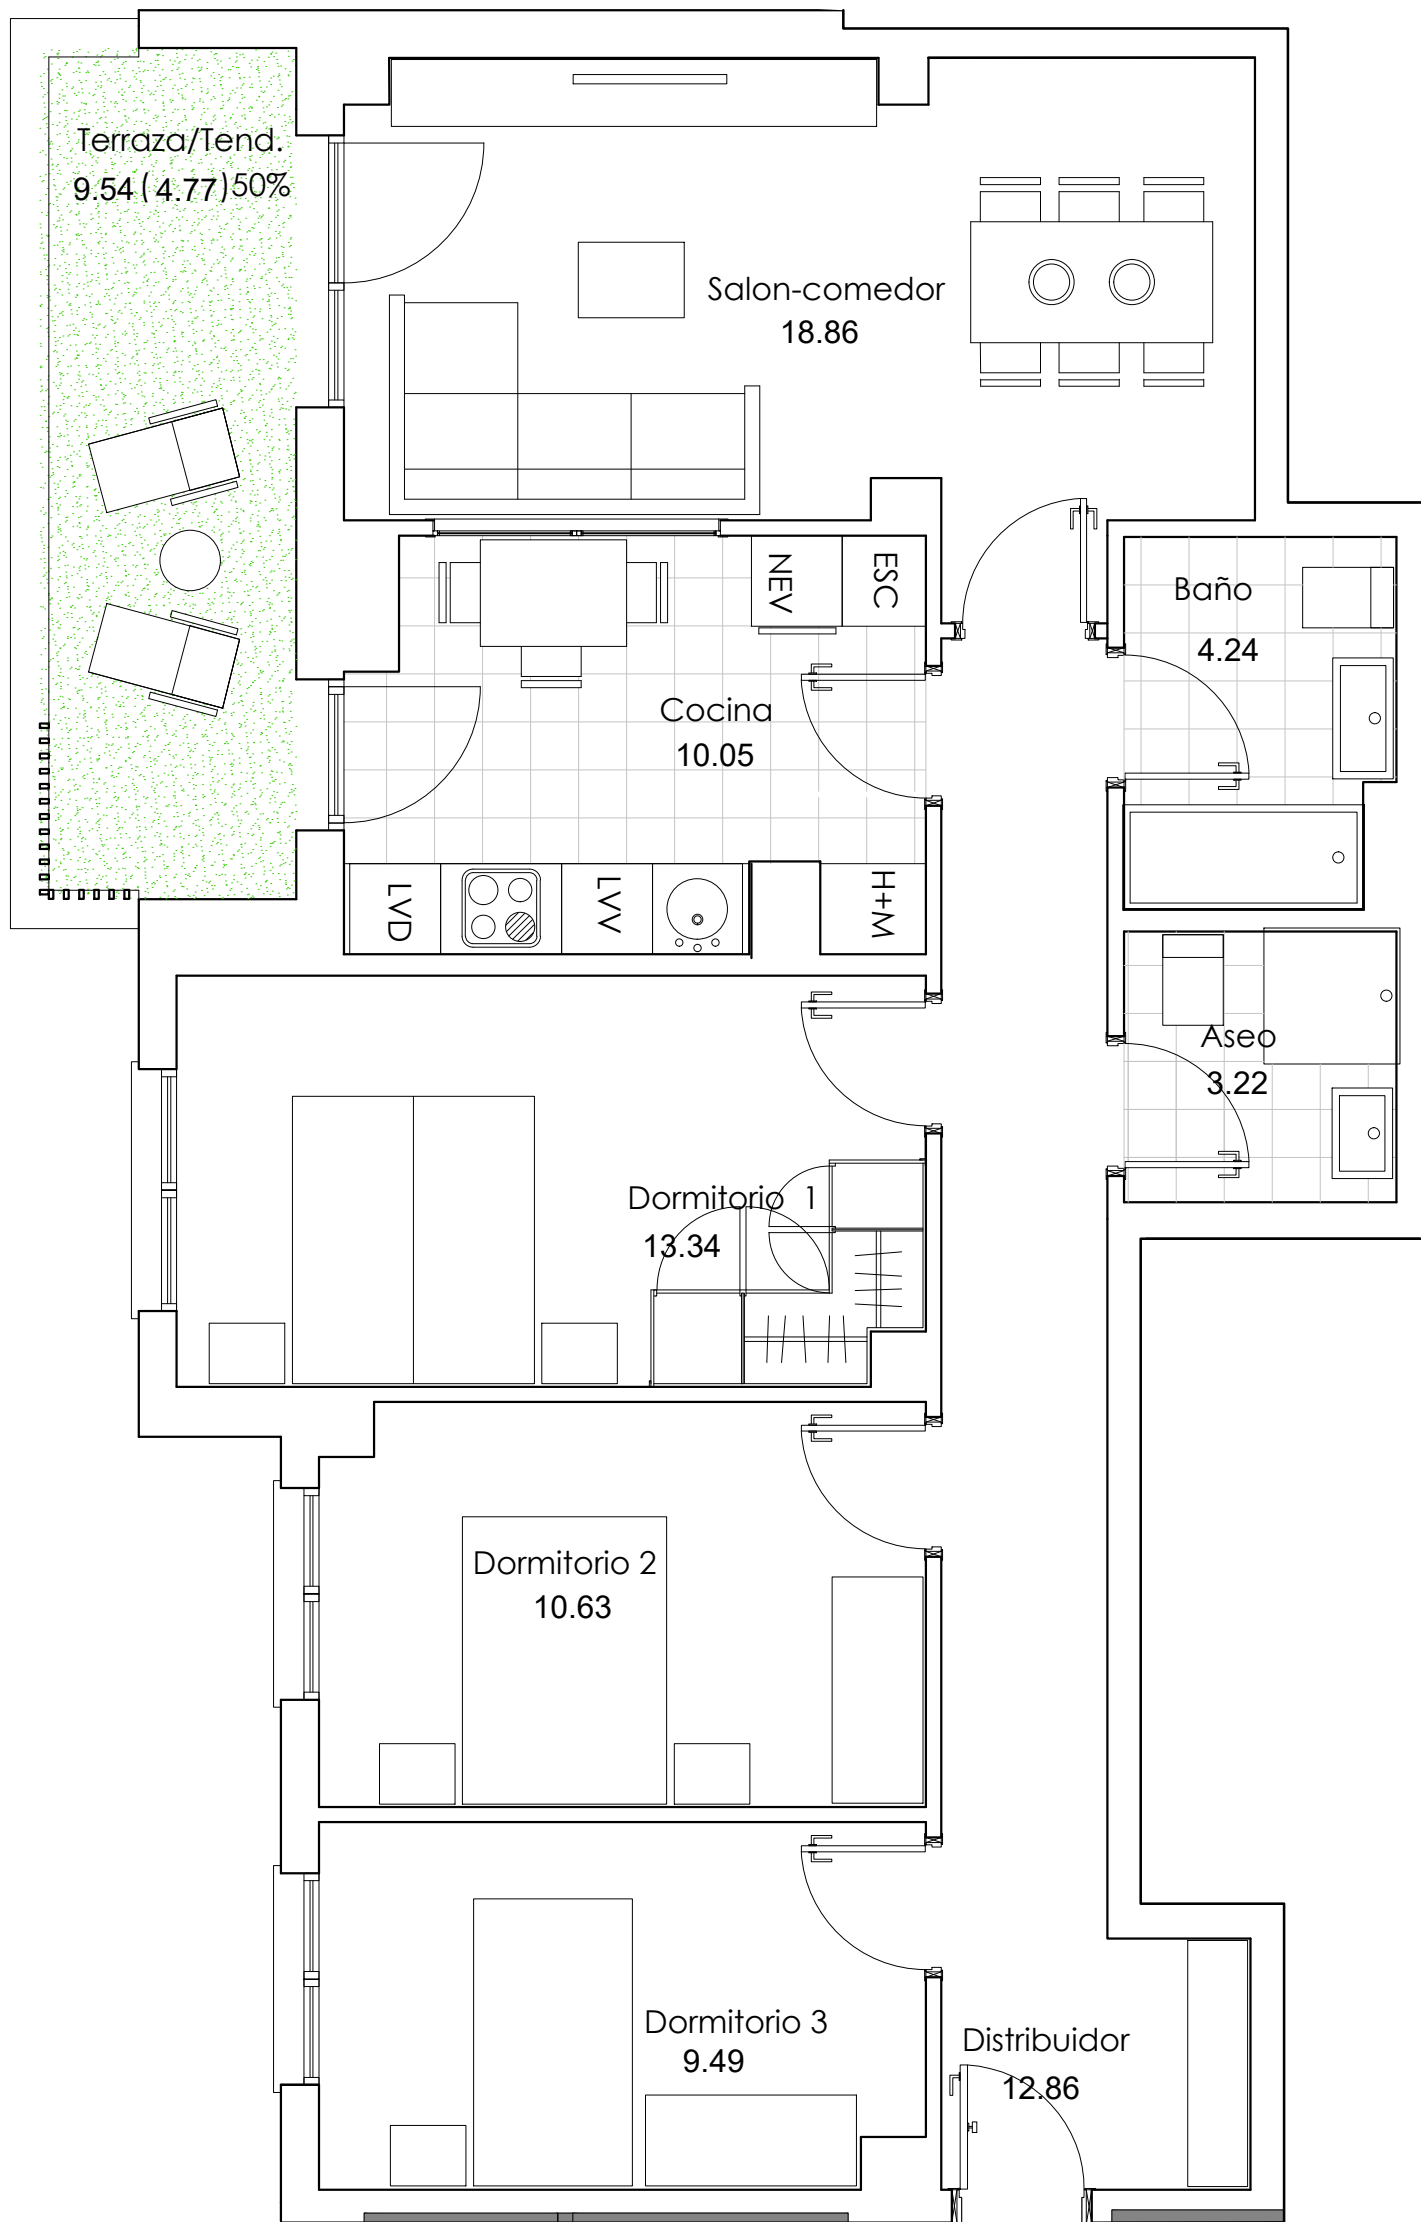 Terraza/Tend.
9.54 (4.77) 50%
Salon-comedor
18.86
NEV
ESC
Baño
4.24
Cocina
10.05
LVD
LVV
H+M
Aseo
3.22
Dormitorio 1
13.34
Dormitorio 2
10.63
Dormitorio 3
9.49
Distribuidor
12.86